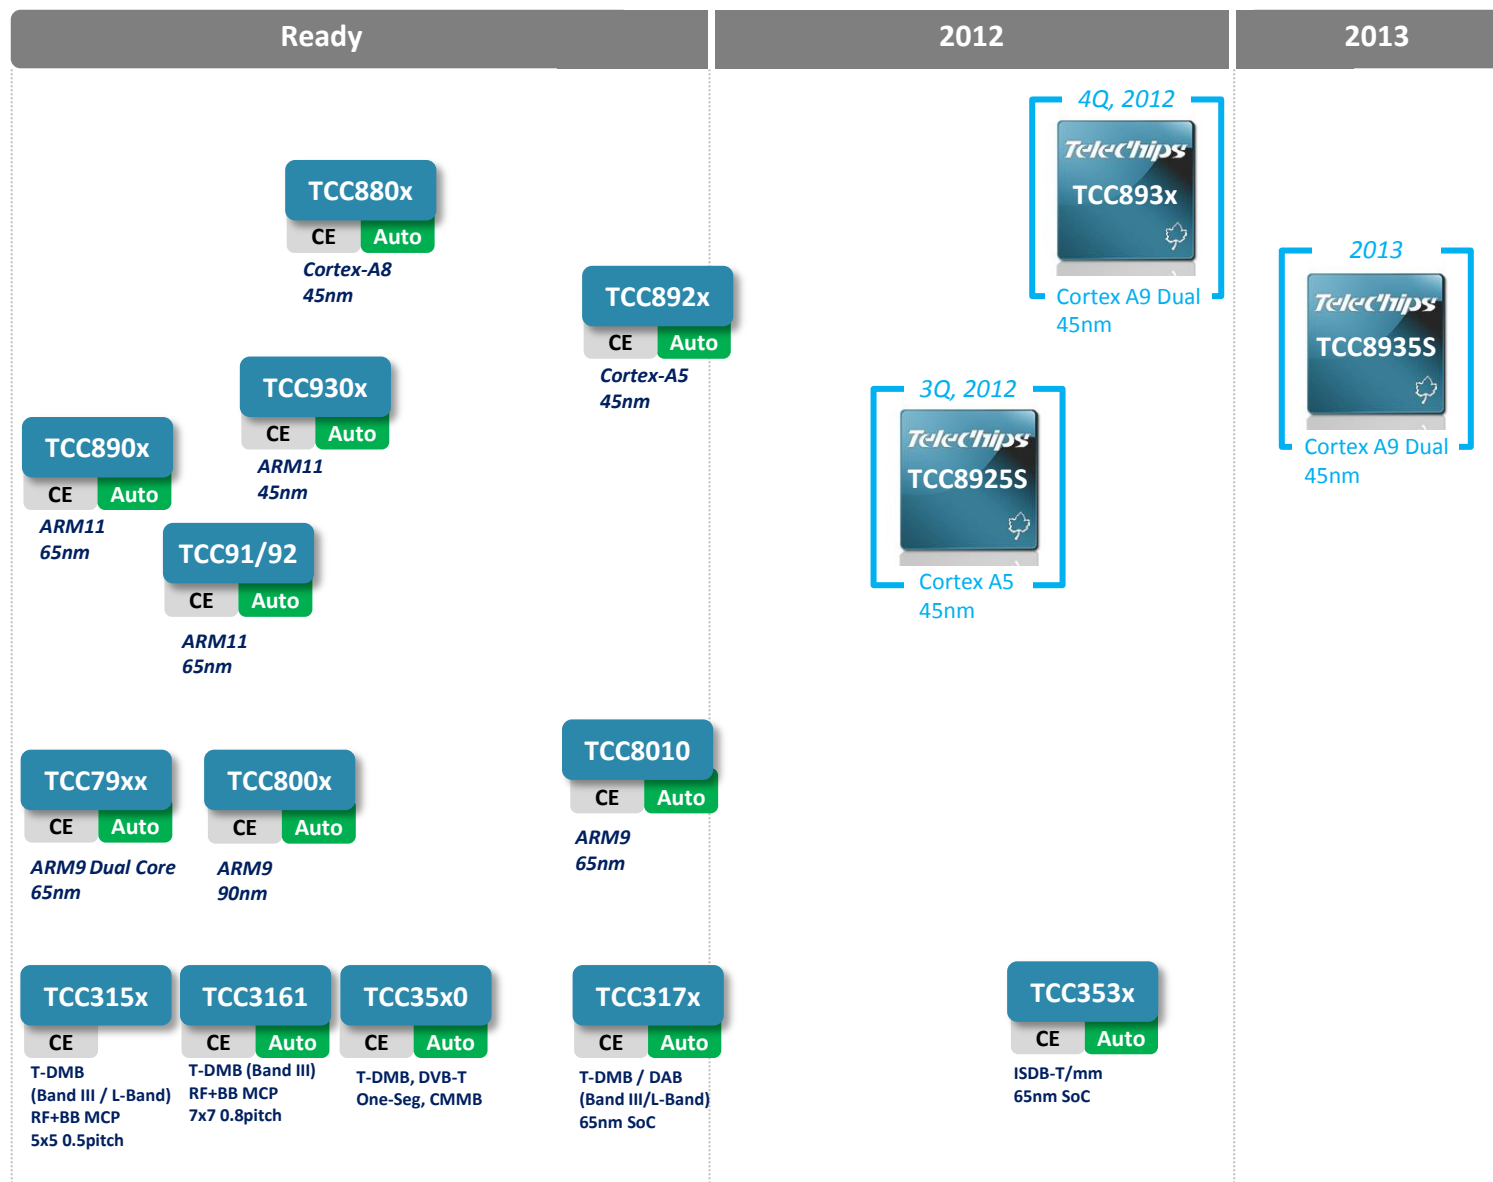 Ready
2012
2013
4Q, 2012
Telechips
TCC893x
Cortex A9 Dual
45nm
TCC880x
CE
Auto
Cortex-A8
45nm
2013
Telechips
TCC8935S
Cortex A9 Dual
45nm
TCC892x
CE
Auto
Cortex-A5
45nm
TCC930x
CE
Auto
ARM11
45nm
3Q, 2012
Telechips
TCC8925S
Cortex A5
45nm
TCC890x
CE
Auto
ARM11
65nm
TCC91/92
CE
Auto
ARM11
65nm
TCC8010
CE
Auto
ARM9
65nm
TCC79xx
CE
Auto
ARM9 Dual Core
65nm
TCC800x
CE
Auto
ARM9
90nm
TCC315x
CE
T-DMB
(Band III / L-Band)
RF+BB MCP
5x5 0.5pitch
TCC3161
CE
Auto
T-DMB (Band III)
RF+BB MCP
7x7 0.8pitch
TCC35x0
CE
Auto
T-DMB, DVB-T
One-Seg, CMMB
TCC317x
CE
Auto
T-DMB / DAB
(Band III/L-Band)
65nm SoC
TCC353x
CE
Auto
ISDB-T/mm
65nm SoC